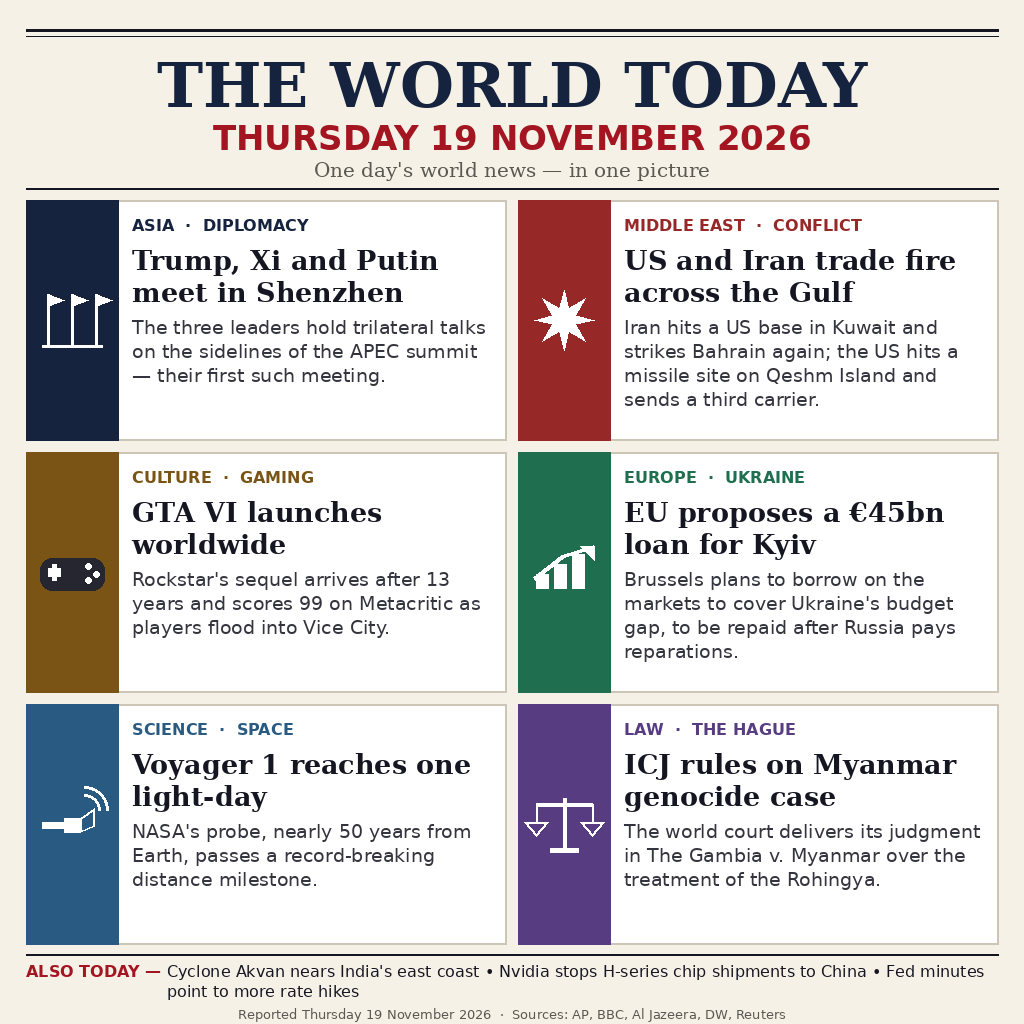 THE WORLD TODAY
THURSDAY 19 NOVEMBER 2026
One day's world news — in one picture
ASIA · DIPLOMACY
Trump, Xi and Putin
meet in Shenzhen
The three leaders hold trilateral talks
on the sidelines of the APEC summit
— their first such meeting.
MIDDLE EAST · CONFLICT
US and Iran trade fire
across the Gulf
Iran hits a US base in Kuwait and
strikes Bahrain again; the US hits a
missile site on Qeshm Island and
sends a third carrier.
CULTURE · GAMING
GTA VI launches
worldwide
Rockstar's sequel arrives after 13
years and scores 99 on Metacritic as
players flood into Vice City.
EUROPE · UKRAINE
EU proposes a €45bn
loan for Kyiv
Brussels plans to borrow on the
markets to cover Ukraine's budget
gap, to be repaid after Russia pays
reparations.
SCIENCE · SPACE
Voyager 1 reaches one
light-day
NASA's probe, nearly 50 years from
Earth, passes a record-breaking
distance milestone.
LAW · THE HAGUE
ICJ rules on Myanmar
genocide case
The world court delivers its judgment
in The Gambia v. Myanmar over the
treatment of the Rohingya.
ALSO TODAY — Cyclone Akvan nears India's east coast • Nvidia stops H-series chip shipments to China • Fed minutes
point to more rate hikes
Reported Thursday 19 November 2026 · Sources: AP, BBC, Al Jazeera, DW, Reuters